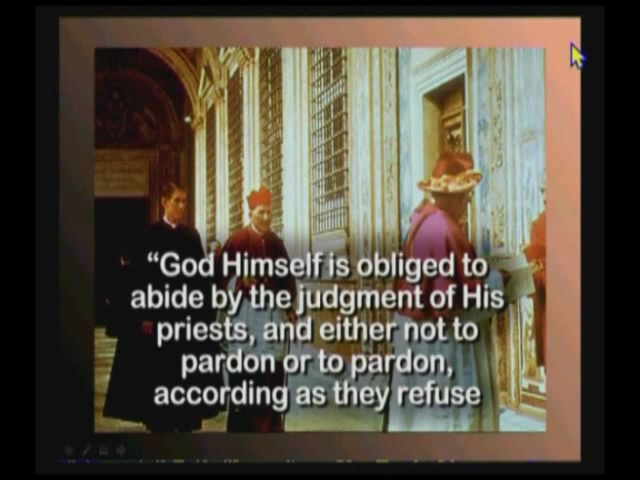 “God Himself is obliged to
abide by the judgment of His
priests, and either not to
pardon or to pardon,
according as they refuse